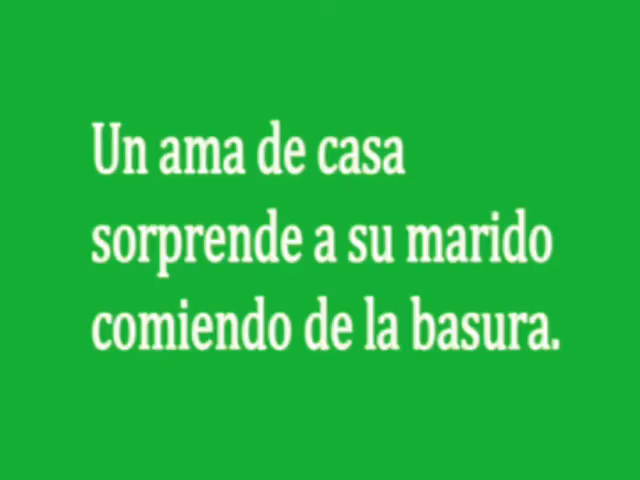 Un ama de casa
sorprende a su marido
comiendo de la basura.